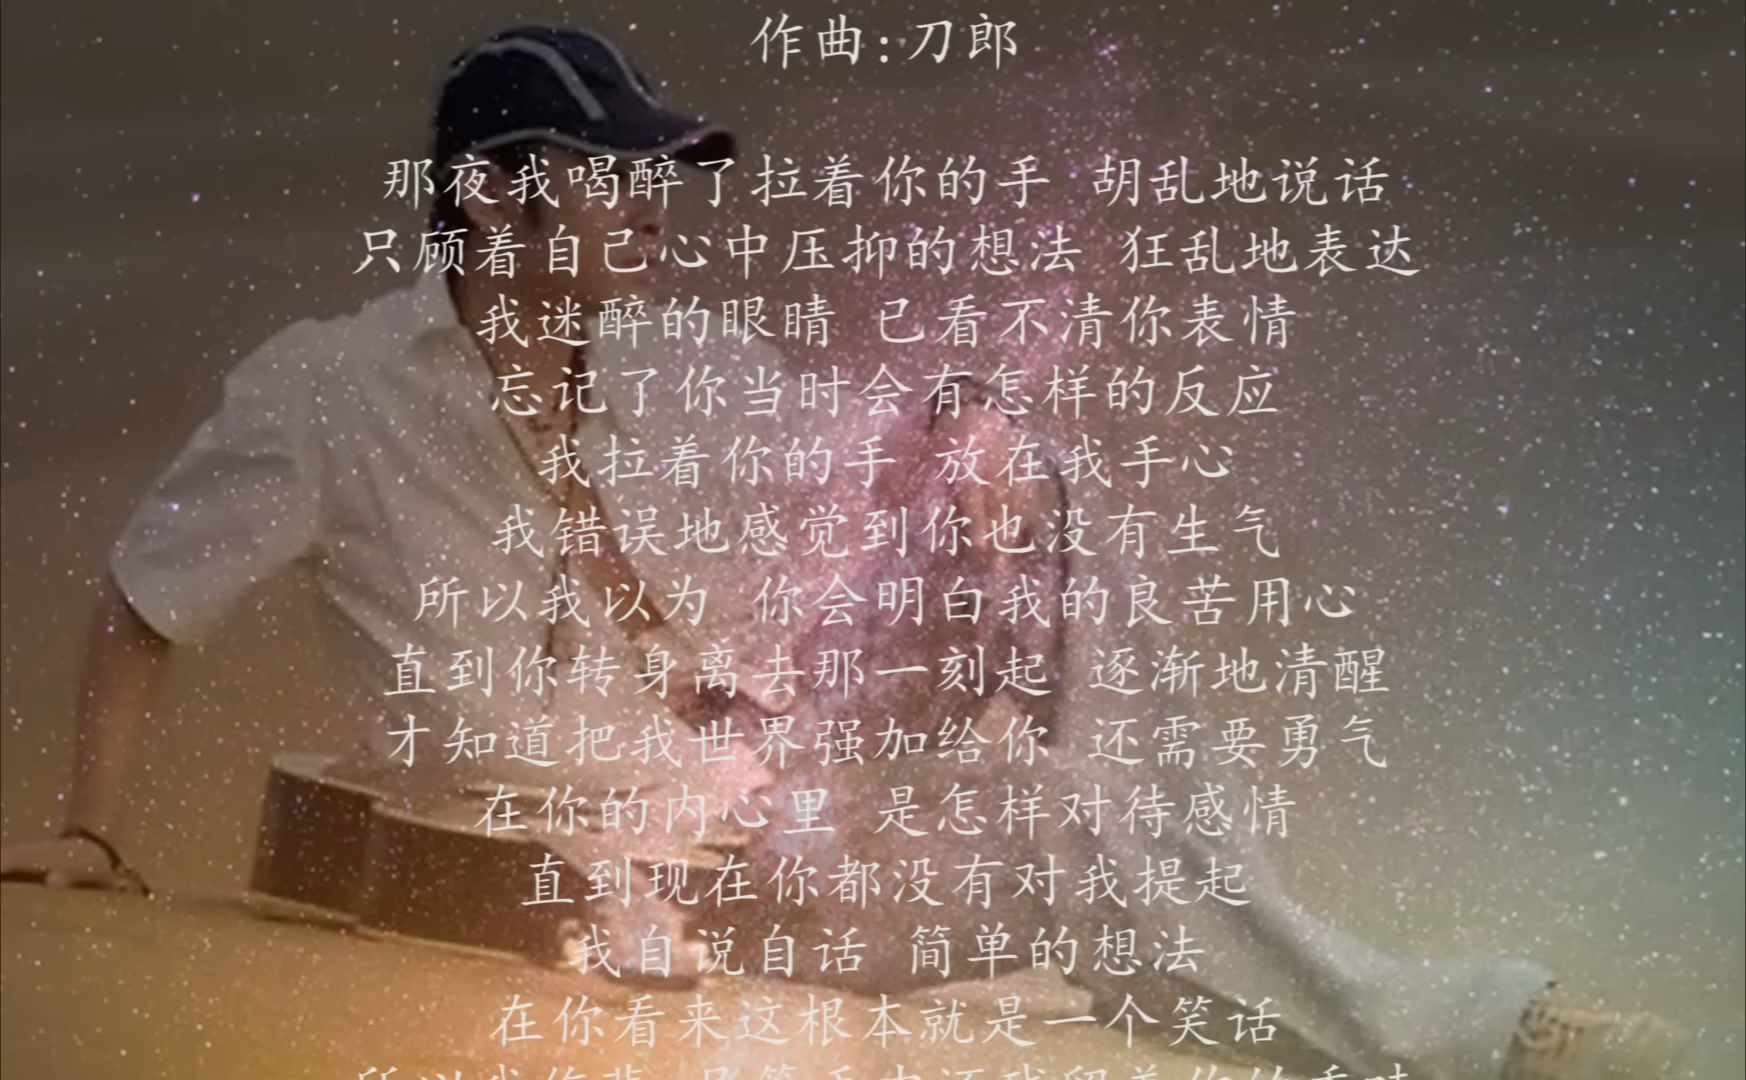 作曲:刀郎
那夜我喝醉了拉着你的手 胡乱地说话
只顾着自己心中压抑的想法 狂乱地表达
我迷醉的眼睛 已看不清你表情
忘记了你当时会有怎样的反应
我拉着你的手 放在我手心
我错误地感觉到你也没有生气
所以我以为 你会明白我的良苦用心
直到你转身离去那一刻起 逐渐地清醒
才知道把我世界强加给你 还需要勇气
在你的内心里 是怎样对待感情
直到现在你都没有对我提起
我自说自话 简单的想法
在你看来这根本就是一个笑话